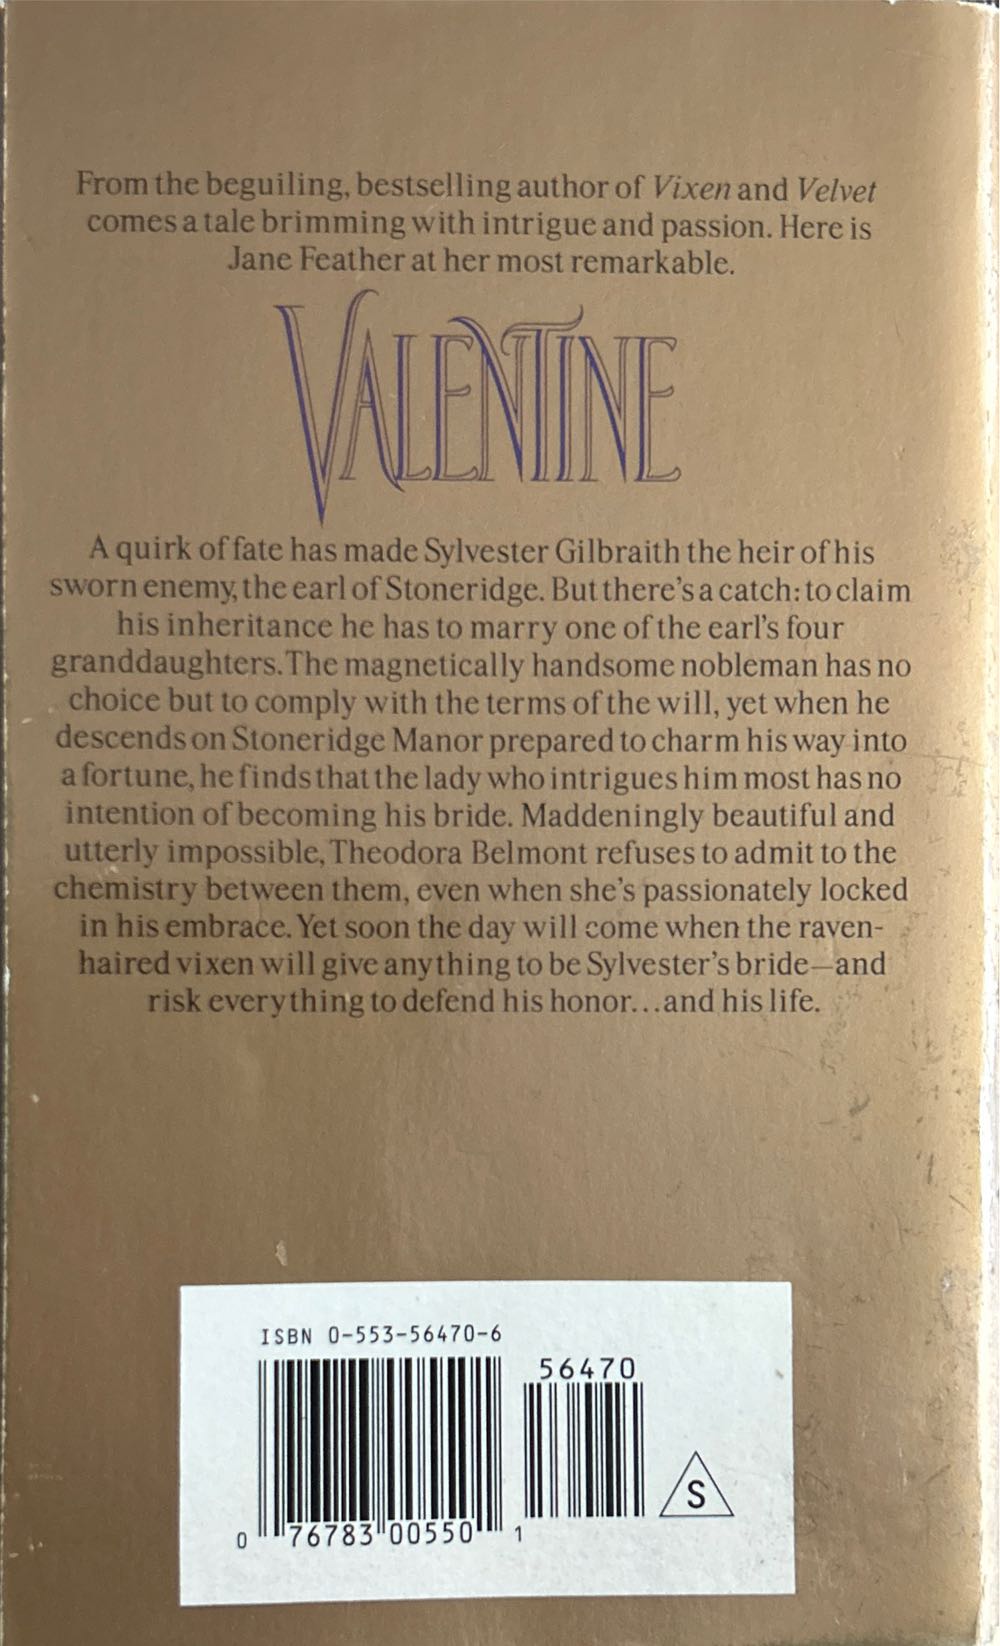 From the beguiling, bestselling author of Vixen and Velvet
comes a tale brimming with intrigue and passion. Here is
Jane Feather at her most remarkable.
VALENTINE
A quirk of fate has made Sylvester Gilbraith the heir of his
sworn enemy, the earl of Stoneridge. But there's a catch: to claim
his inheritance he has to marry one of the earl's four
granddaughters. The magnetically handsome nobleman has no
choice but to comply with the terms of the will, yet when he
descends on Stoneridge Manor prepared to charm his way into
a fortune, he finds that the lady who intrigues him most has no
intention of becoming his bride. Maddeningly beautiful and
utterly impossible, Theodora Belmont refuses to admit to the
chemistry between them, even when she's passionately locked
in his embrace. Yet soon the day will come when the raven-
haired vixen will give anything to be Sylvester's bride—and
risk everything to defend his honor...and his life.
ISBN 0-553-56470-6
56470
S
0 76783 00550 1